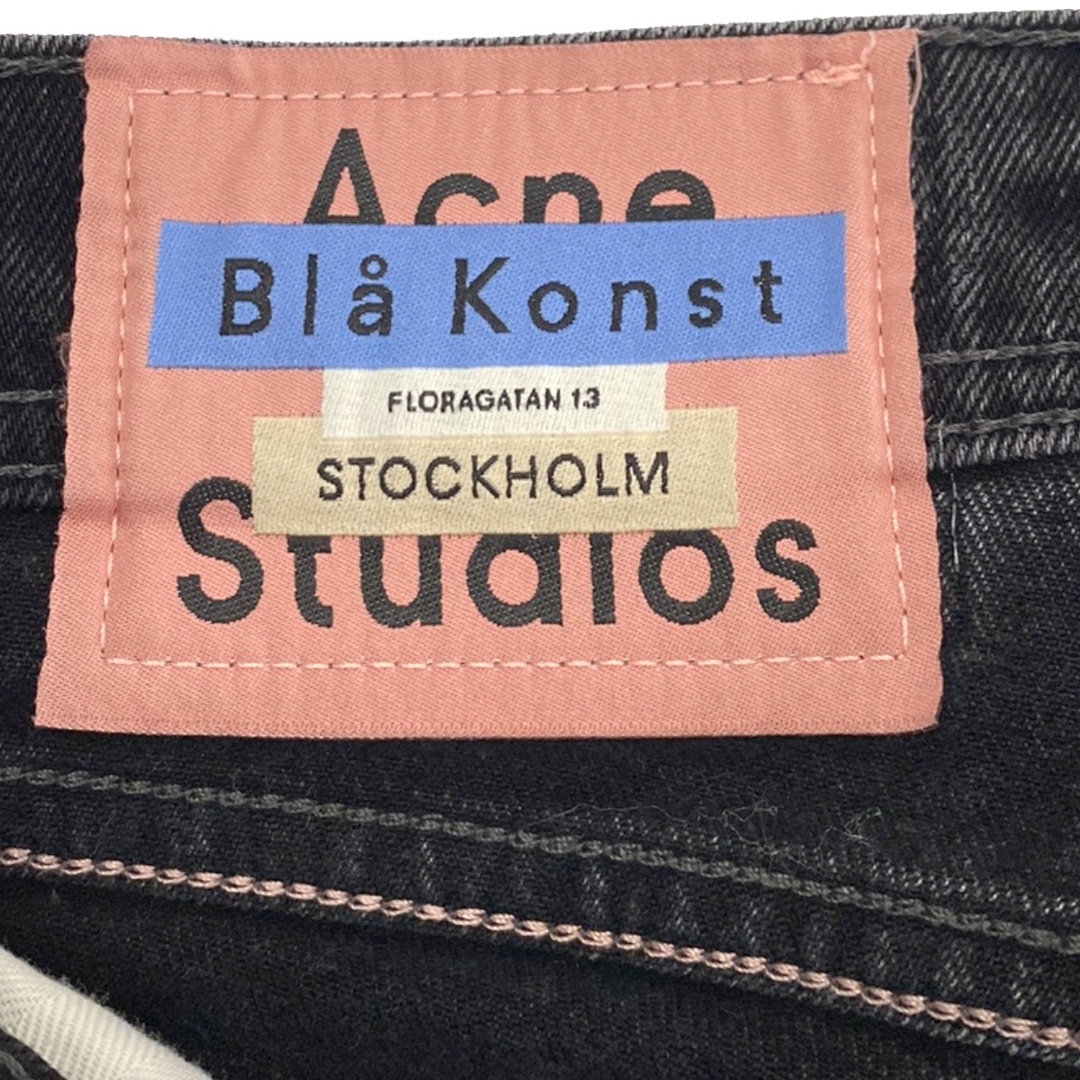 Acne
Blå Konst
FLORAGATAN 13
STOCKHOLM
Studios